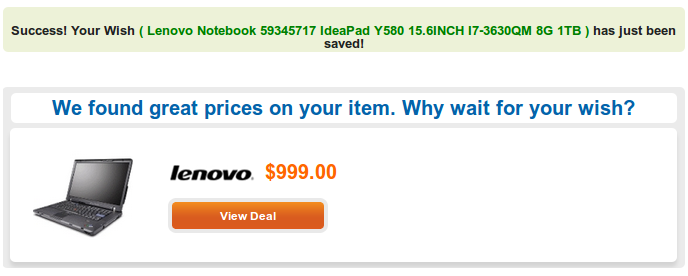 Success! Your Wish ( Lenovo Notebook 59345717 IdeaPad Y580 15.6INCH I7-3630QM 8G 1TB ) has just been
saved!
We found great prices on your item. Why wait for your wish?
lenovo. $999.00
View Deal